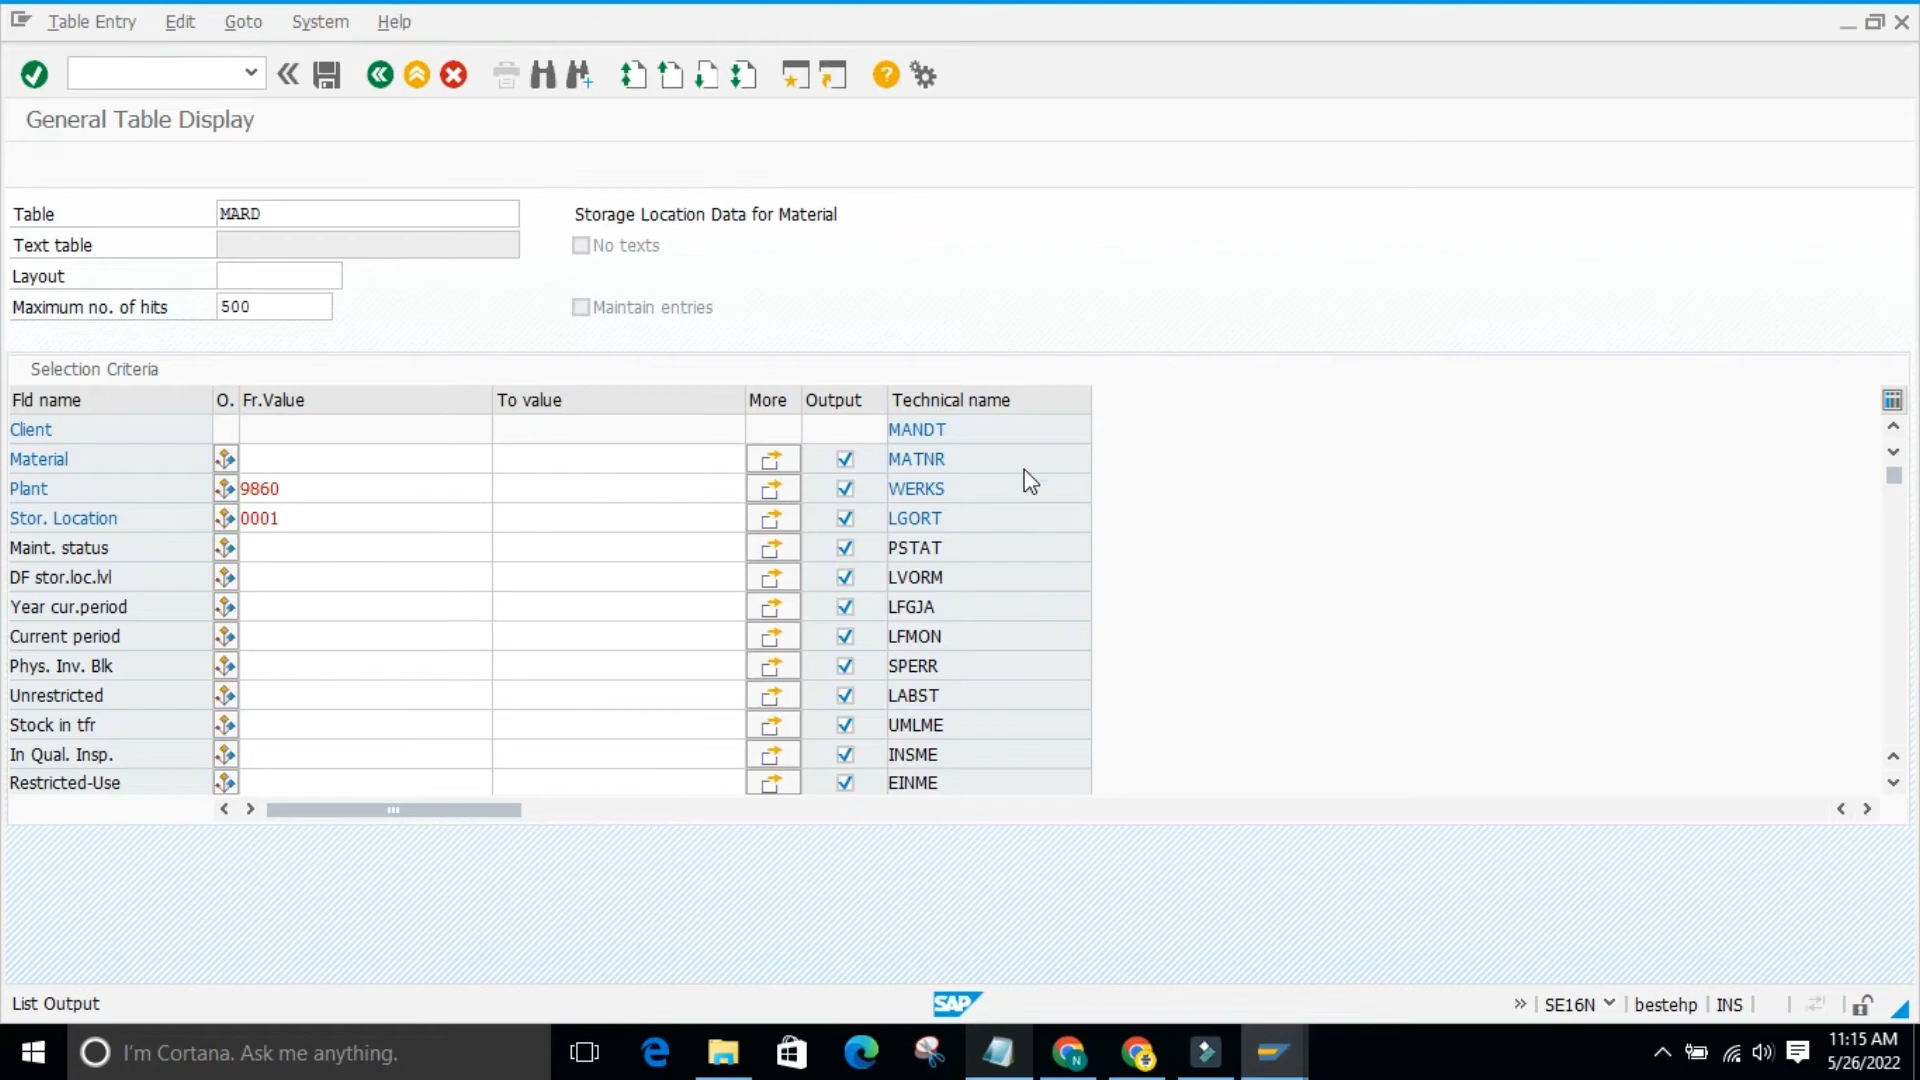 Table Entry Edit Goto System Help
General Table Display
Table MARD Storage Location Data for Material
Text table No texts
Layout
Maximum no. of hits 500 Maintain entries
Selection Criteria
Fld name O. Fr.Value To value More Output Technical name
Client MANDT
Material MATNR
Plant 9860 WERKS
Stor. Location 0001 LGORT
Maint. status PSTAT
DF stor.loc.lvl LVORM
Year cur.period LFGJA
Current period LFMON
Phys. Inv. Blk SPERR
Unrestricted LABST
Stock in tfr UMLME
In Qual. Insp. INSME
Restricted-Use EINME
List Output SAP SE16N bestehp INS
I'm Cortana. Ask me anything. 11:15 AM
5/26/2022